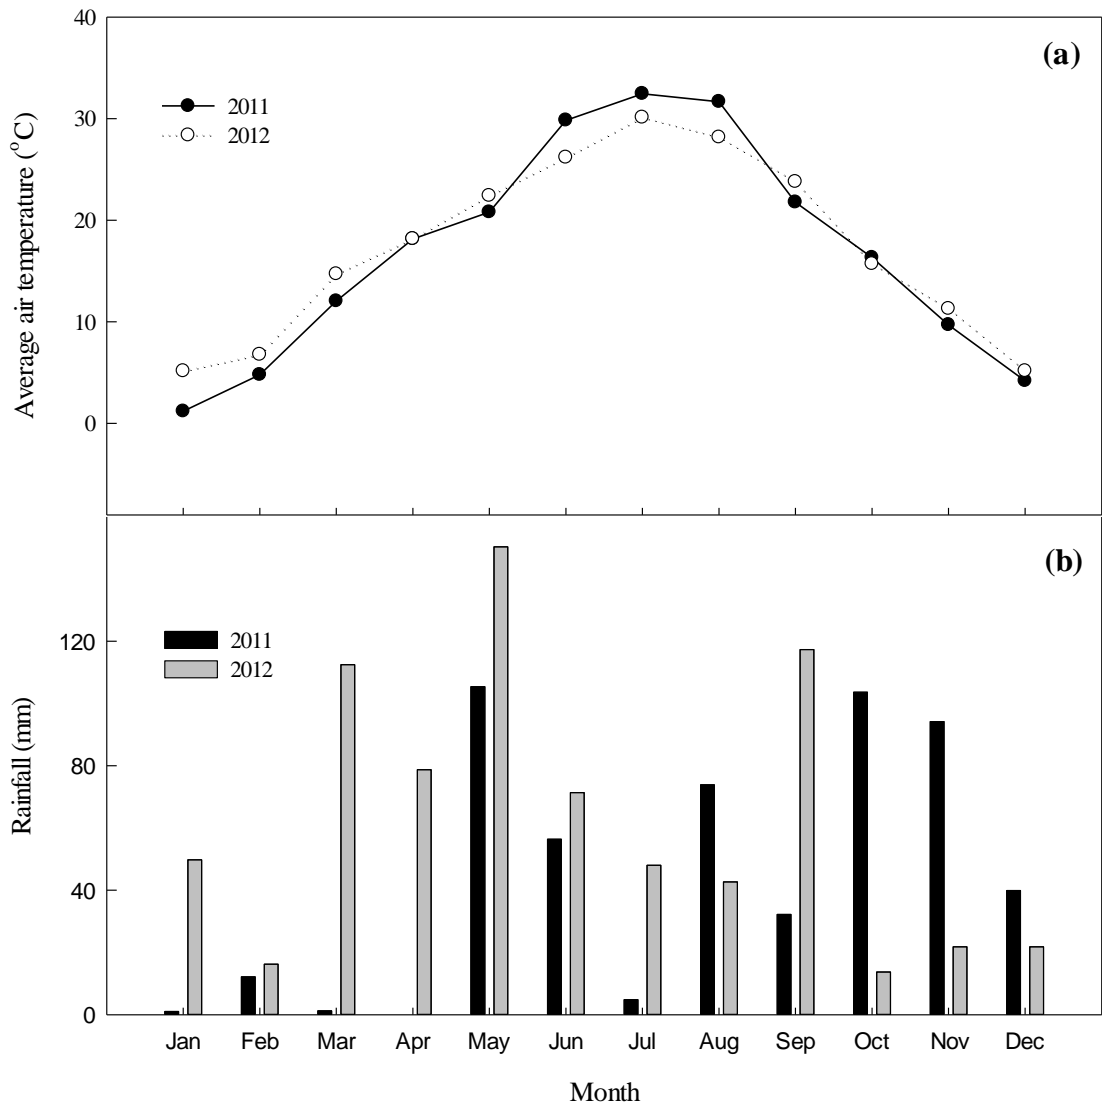 40
(a)
2011
2012
30
20
10
0
Average air temperature (°C)
(b)
2011
2012
120
80
40
0
Rainfall (mm)
Jan Feb Mar Apr May Jun Jul Aug Sep Oct Nov Dec
Month